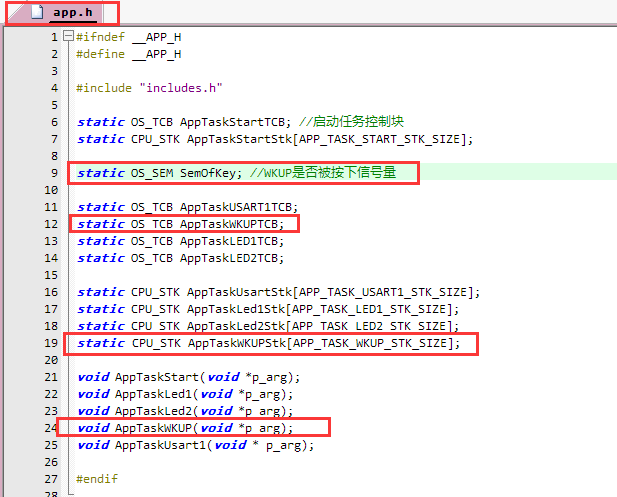 app.h
1 #ifndef __APP_H
2 #define __APP_H
3
4 #include "includes.h"
5
6 static OS_TCB AppTaskStartTCB; //启动任务控制块
7 static CPU_STK AppTaskStartStk[APP_TASK_START_STK_SIZE];
8
9 static OS_SEM SemOfKey; //WKUP是否被按下信号量
10
11 static OS_TCB AppTaskUSART1TCB;
12 static OS_TCB AppTaskWKUPTCB;
13 static OS_TCB AppTaskLED1TCB;
14 static OS_TCB AppTaskLED2TCB;
15
16 static CPU_STK AppTaskUsartStk[APP_TASK_USART1_STK_SIZE];
17 static CPU_STK AppTaskLed1Stk[APP_TASK_LED1_STK_SIZE];
18 static CPU_STK AppTaskLed2Stk[APP_TASK_LED2_STK_SIZE];
19 static CPU_STK AppTaskWKUPStk[APP_TASK_WKUP_STK_SIZE];
20
21 void AppTaskStart(void *p_arg);
22 void AppTaskLed1(void *p_arg);
23 void AppTaskLed2(void *p_arg);
24 void AppTaskWKUP(void *p_arg);
25 void AppTaskUsart1(void * p_arg);
26
27 #endif
28